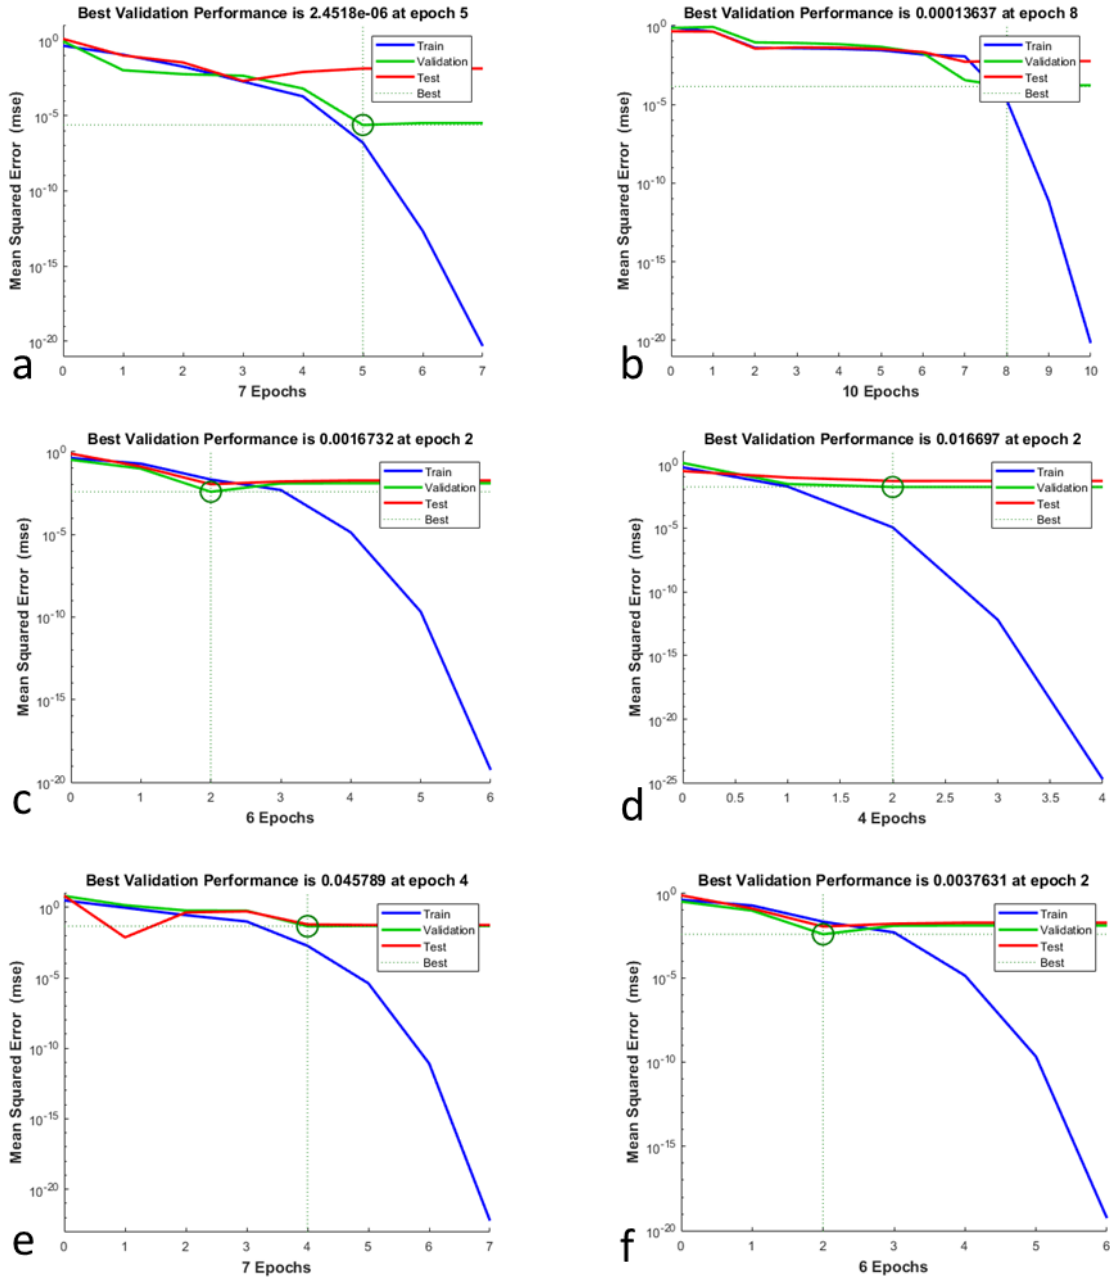 Best Validation Performance is 2.4518e-06 at epoch 5
Mean Squared Error (mse)
10^0
10^-5
10^-10
10^-15
10^-20
Train
Validation
Test
Best
0 1 2 3 4 5 6 7
7 Epochs
a
Best Validation Performance is 0.00013637 at epoch 8
Mean Squared Error (mse)
10^0
10^-5
10^-10
10^-15
10^-20
Train
Validation
Test
Best
0 1 2 3 4 5 6 7 8 9 10
10 Epochs
b
Best Validation Performance is 0.0016732 at epoch 2
Mean Squared Error (mse)
10^0
10^-5
10^-10
10^-15
10^-20
Train
Validation
Test
Best
0 1 2 3 4 5 6
6 Epochs
c
Best Validation Performance is 0.016697 at epoch 2
Mean Squared Error (mse)
10^0
10^-5
10^-10
10^-15
10^-20
10^-25
Train
Validation
Test
Best
0 0.5 1 1.5 2 2.5 3 3.5 4
4 Epochs
d
Best Validation Performance is 0.045789 at epoch 4
Mean Squared Error (mse)
10^0
10^-5
10^-10
10^-15
10^-20
Train
Validation
Test
Best
0 1 2 3 4 5 6 7
7 Epochs
e
Best Validation Performance is 0.0037631 at epoch 2
Mean Squared Error (mse)
10^0
10^-5
10^-10
10^-15
10^-20
Train
Validation
Test
Best
0 1 2 3 4 5 6
6 Epochs
f